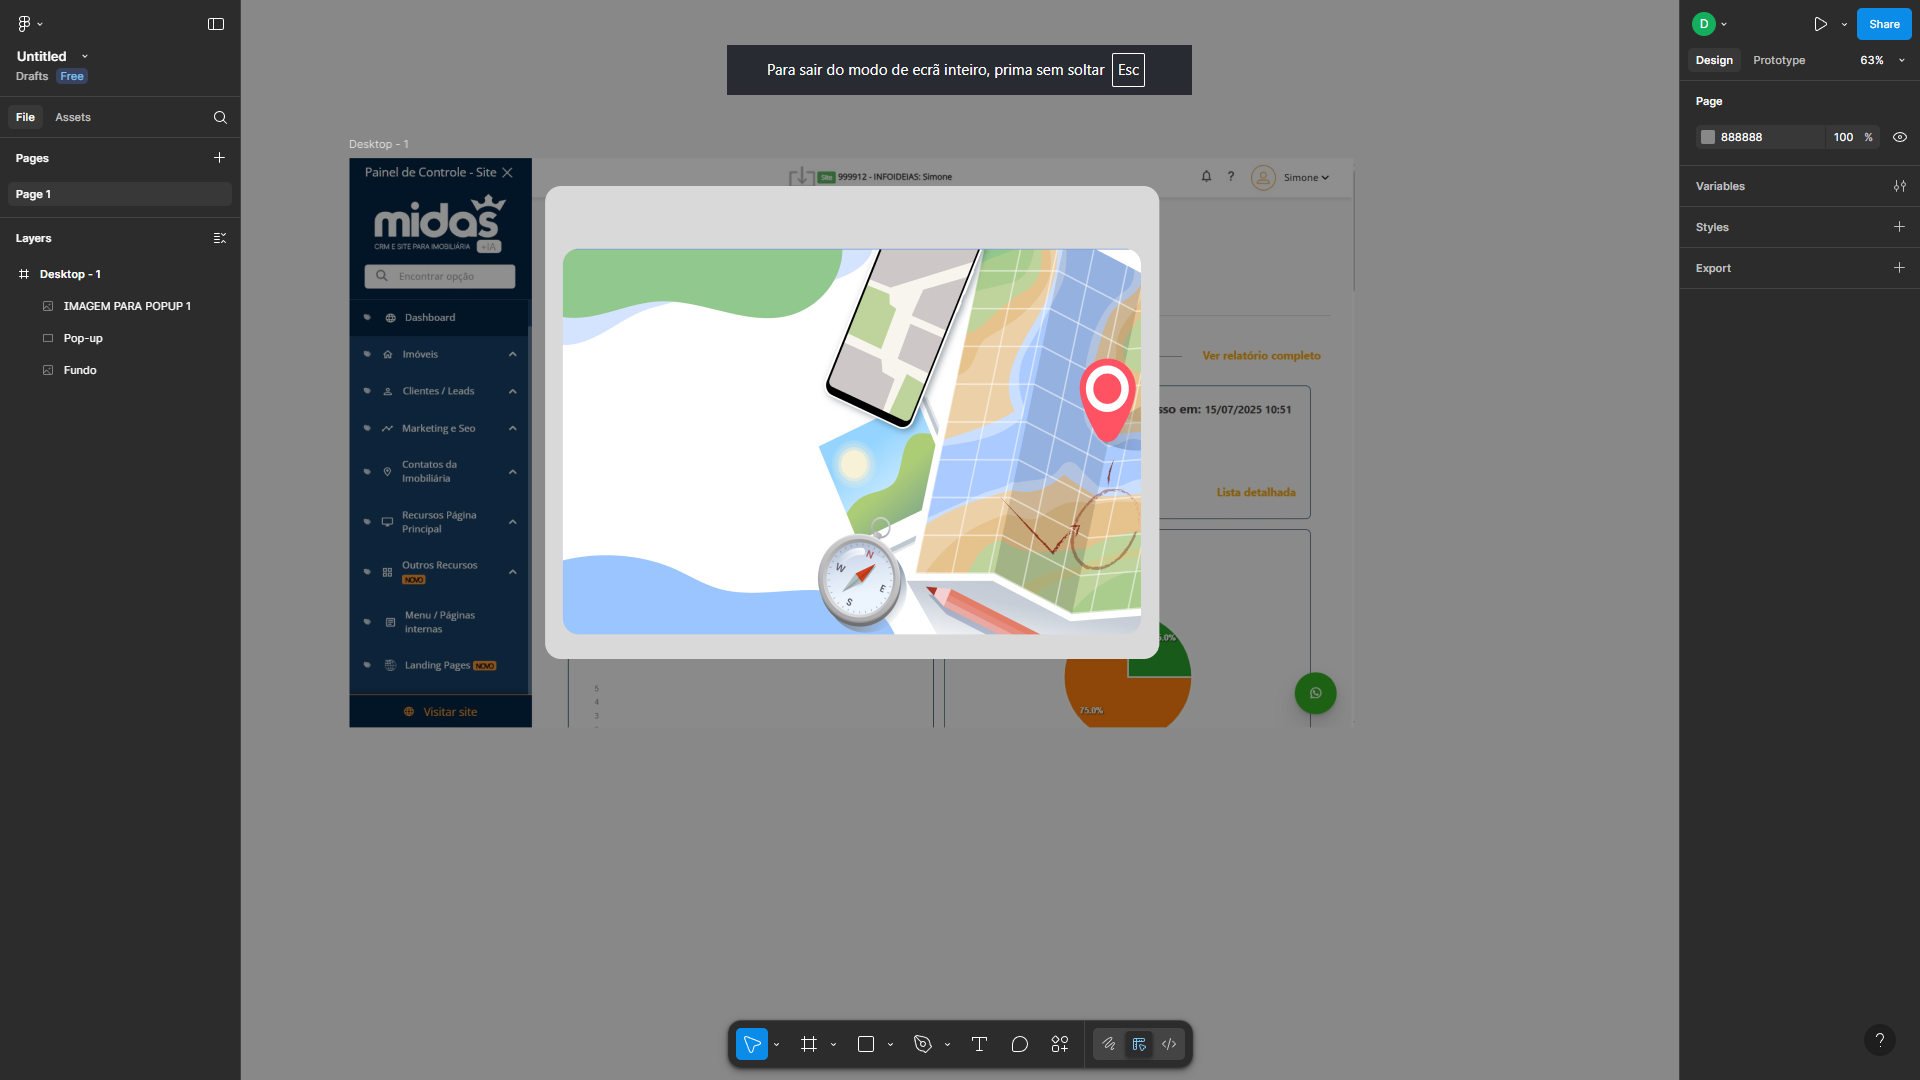 Untitled
Drafts Free
File Assets
Pages
Page 1
Layers
Desktop - 1
IMAGEM PARA POPUP 1
Pop-up
Fundo
Para sair do modo de ecrã inteiro, prima sem soltar Esc
Desktop - 1
Painel de Controle - Site
midas
CRM E SITE PARA IMOBILIÁRIA +IA
Encontrar opção
Dashboard
Imóveis
Clientes / Leads
Marketing e Seo
Contatos da
Imobiliária
Recursos Página
Principal
Outros Recursos
NOVO
Menu / Páginas
internas
Landing Pages NOVO
Visitar site
Site 999912 - INFOIDEIAS: Simone
? Simone
Ver relatório completo
sso em: 15/07/2025 10:51
Lista detalhada
N
W
E
S
5
4
3
.0%
75.0%
D
Share
Design Prototype 63%
Page
888888 100 %
Variables
Styles
Export
T
?